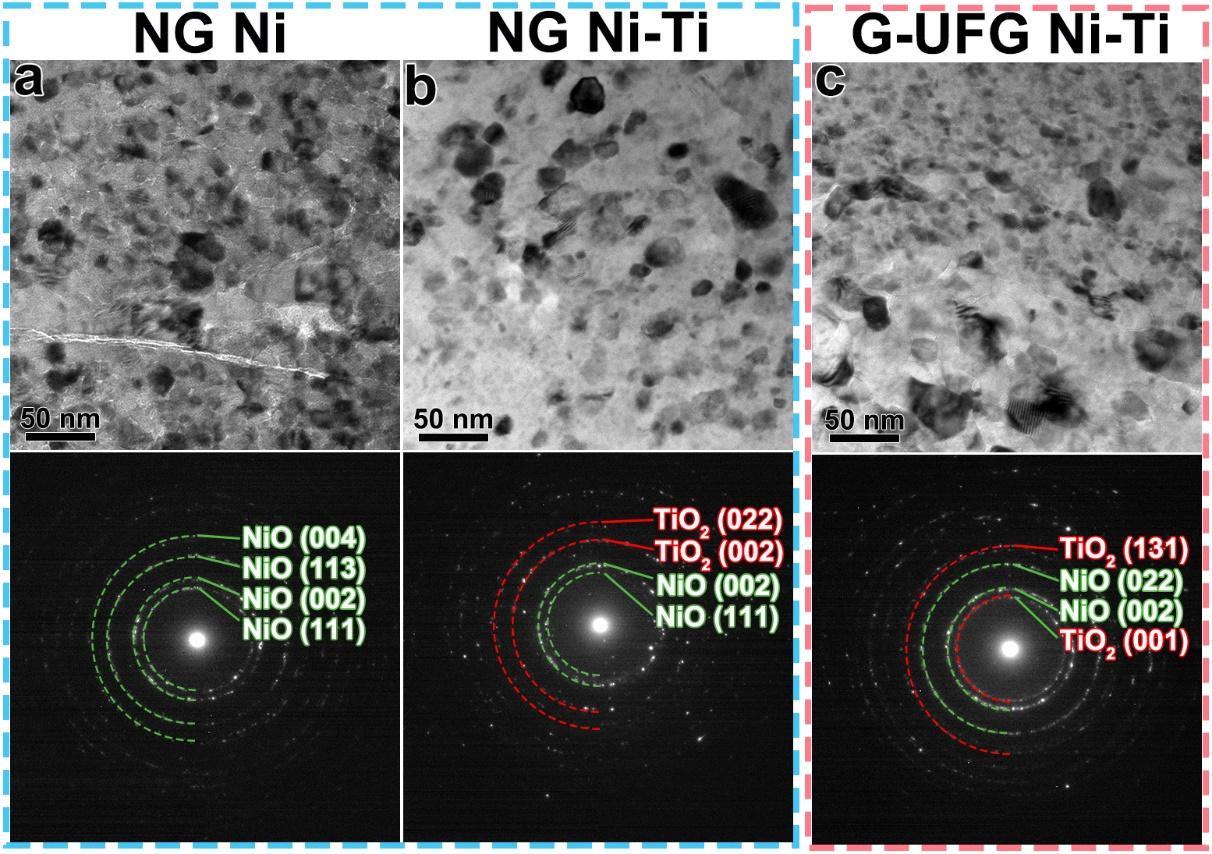 NG Ni
NG Ni-Ti
G-UFG Ni-Ti
a
b
c
50 nm
50 nm
50 nm
NiO (004)
NiO (113)
NiO (002)
NiO (111)
TiO₂ (022)
TiO₂ (002)
NiO (002)
NiO (111)
TiO₂ (131)
NiO (022)
NiO (002)
TiO₂ (001)